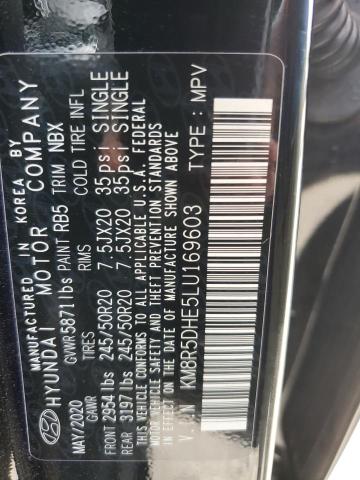 MANUFACTURED IN KOREA BY
HYUNDAI MOTOR COMPANY
GVWR 5871lbs PAINT RB5 TRIM NBX
MAY/2020
GAWR TIRES RIMS COLD TIRE INFL
FRONT 2954 lbs 245/50R20 7.5JX20 35psi SINGLE
REAR 3197 lbs 245/50R20 7.5JX20 35psi SINGLE
THIS VEHICLE CONFORMS TO ALL APPLICABLE U.S.A. FEDERAL
MOTOR VEHICLE SAFETY AND THEFT PREVENTION STANDARDS
IN EFFECT ON THE DATE OF MANUFACTURE SHOWN ABOVE.
V.I.N KM8R5DHE5LU169603 TYPE : MPV